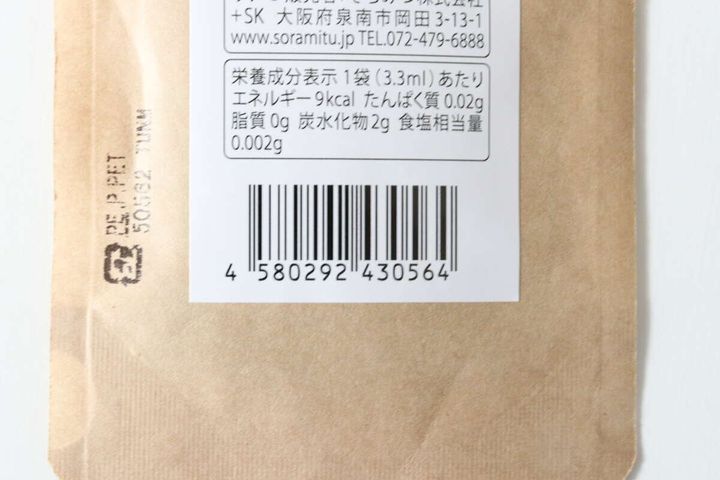 +SK 大阪府泉南市岡田3-13-1
www.soramitu.jp TEL.072-479-6888
栄養成分表示 1袋（3.3ml）あたり
エネルギー 9kcal たんぱく質 0.02g
脂質 0g 炭水化物 2g 食塩相当量
0.002g
4 580292 430564
PE,P,PET
50582 TUNM